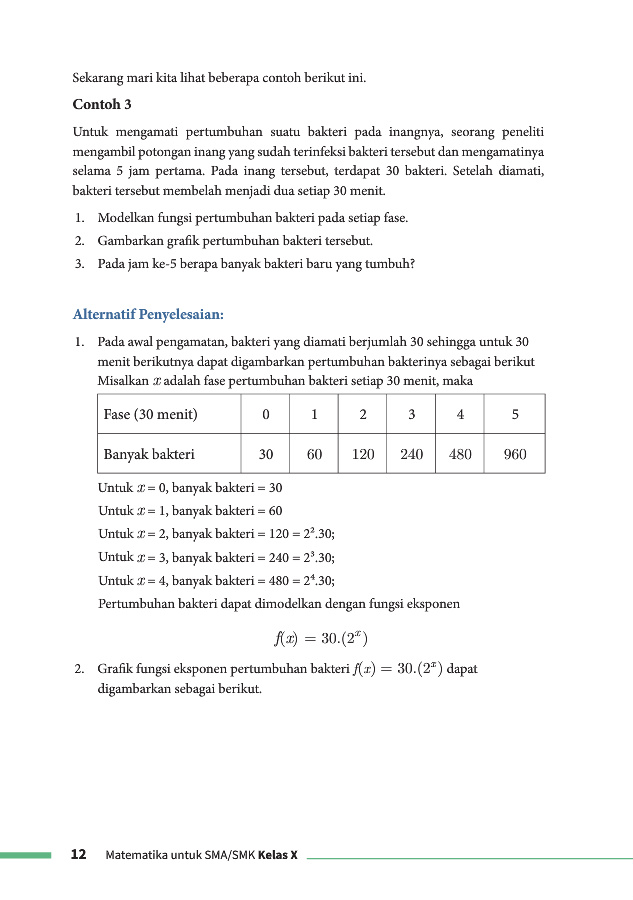 Sekarang mari kita lihat beberapa contoh berikut ini.
Contoh 3
Untuk mengamati pertumbuhan suatu bakteri pada inangnya, seorang peneliti
mengambil potongan inang yang sudah terinfeksi bakteri tersebut dan mengamatinya
selama 5 jam pertama. Pada inang tersebut, terdapat 30 bakteri. Setelah diamati,
bakteri tersebut membelah menjadi dua setiap 30 menit.
1. Modelkan fungsi pertumbuhan bakteri pada setiap fase.
2. Gambarkan grafik pertumbuhan bakteri tersebut.
3. Pada jam ke-5 berapa banyak bakteri baru yang tumbuh?
Alternatif Penyelesaian:
1. Pada awal pengamatan, bakteri yang diamati berjumlah 30 sehingga untuk 30
menit berikutnya dapat digambarkan pertumbuhan bakterinya sebagai berikut
Misalkan x adalah fase pertumbuhan bakteri setiap 30 menit, maka
Fase (30 menit) 0 1 2 3 4 5
Banyak bakteri 30 60 120 240 480 960
Untuk x = 0, banyak bakteri = 30
Untuk x = 1, banyak bakteri = 60
Untuk x = 2, banyak bakteri = 120 = 2².30;
Untuk x = 3, banyak bakteri = 240 = 2³.30;
Untuk x = 4, banyak bakteri = 480 = 2⁴.30;
Pertumbuhan bakteri dapat dimodelkan dengan fungsi eksponen
f(x) = 30.(2ˣ)
2. Grafik fungsi eksponen pertumbuhan bakteri f(x) = 30.(2ˣ) dapat
digambarkan sebagai berikut.
12 Matematika untuk SMA/SMK Kelas X